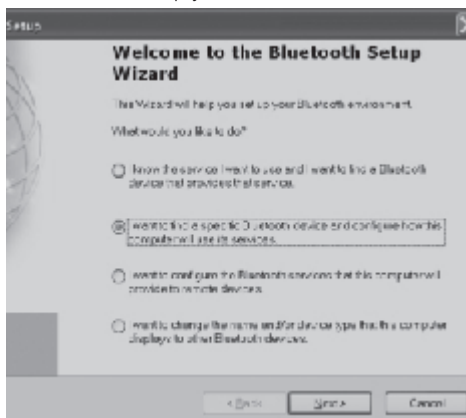 Setup
Welcome to the Bluetooth Setup
Wizard
This Wizard will help you set up your Bluetooth environment.
What would you like to do?
I know the service I want to use and I want to find a Bluetooth
device that provides that service.
I want to find a specific Bluetooth device and configure how this
computer will use its services.
I want to configure the Bluetooth services that this computer will
provide to remote devices.
I want to change the name and/or device type that this computer
displays to other Bluetooth devices.
< Back Next > Cancel